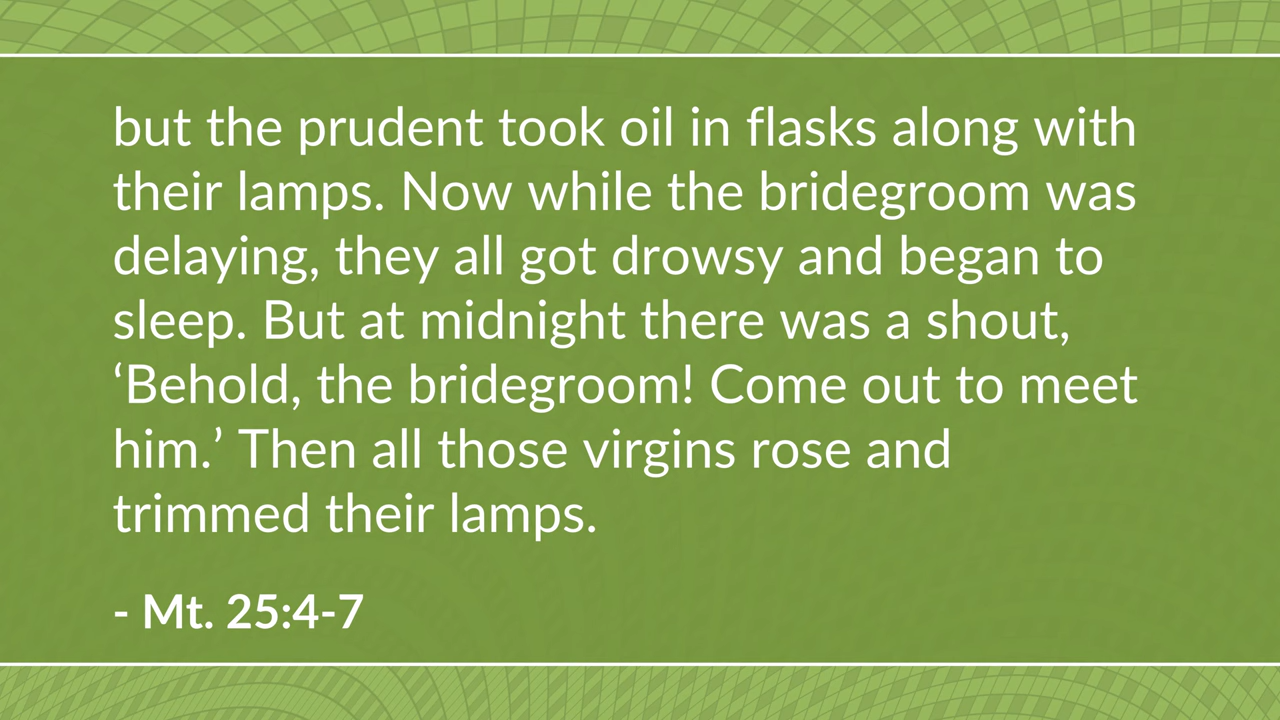 but the prudent took oil in flasks along with
their lamps. Now while the bridegroom was
delaying, they all got drowsy and began to
sleep. But at midnight there was a shout,
‘Behold, the bridegroom! Come out to meet
him.’ Then all those virgins rose and
trimmed their lamps.
- Mt. 25:4-7